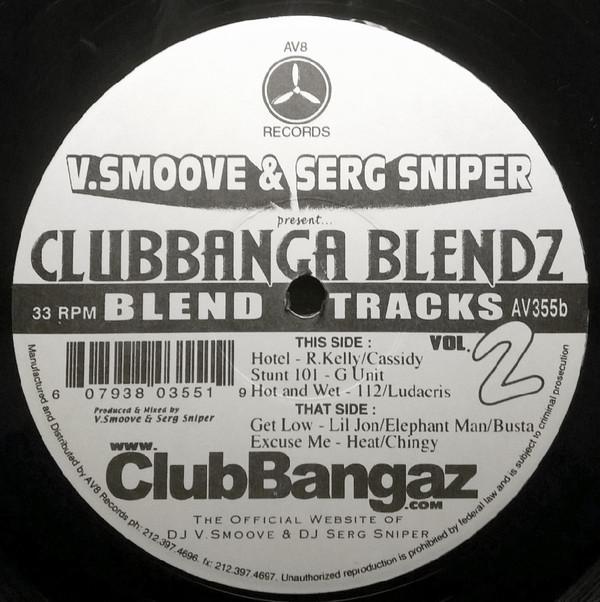 AV8
RECORDS
V.SMOOVE & SERG SNIPER
present...
CLUBBANGA BLENDZ
33 RPM BLEND TRACKS AV355b
THIS SIDE : VOL. 2
Hotel - R.Kelly/Cassidy
Stunt 101 - G Unit
Hot and Wet - 112/Ludacris
THAT SIDE :
Get Low - Lil Jon/Elephant Man/Busta
Excuse Me - Heat/Chingy
6 07938 03551 9
Produced & Mixed by
V.Smoove & Serg Sniper
www.
ClubBangaz
.COM
THE OFFICIAL WEBSITE OF
DJ V.SMOOVE & DJ SERG SNIPER
Manufactured and Distributed by AV8 Records ph: 212.397.4696. fx: 212.397.4697. Unauthorized reproduction is prohibited by federal law and is subject to criminal prosecution